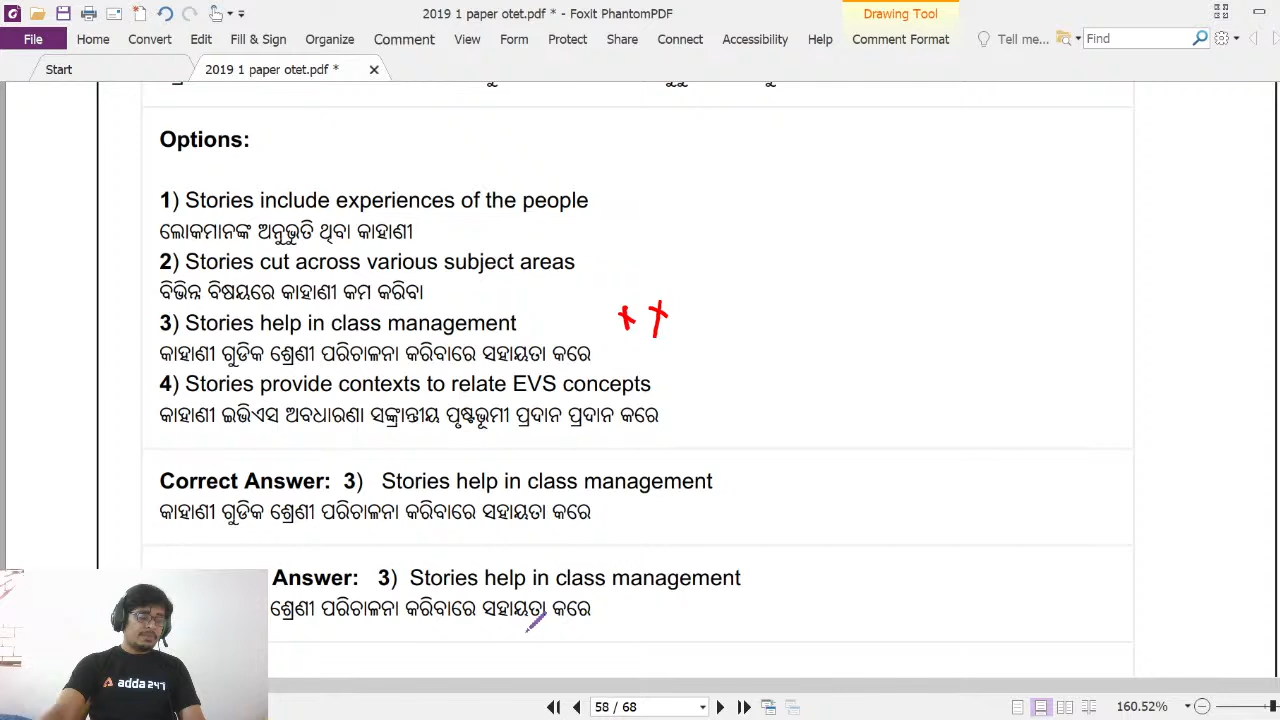 2019 1 paper otet.pdf * - Foxit PhantomPDF
Drawing Tool
File Home Convert Edit Fill & Sign Organize Comment View Form Protect Share Connect Accessibility Help Comment Format Tell me... Find
Start 2019 1 paper otet.pdf *
Options:
1) Stories include experiences of the people
ଲୋକମାନଙ୍କ ଅନୁଭୁତି ଥିବା କାହାଣୀ
2) Stories cut across various subject areas
ବିଭିନ୍ନ ବିଷୟରେ କାହାଣୀ କମ କରିବା
3) Stories help in class management
କାହାଣୀ ଗୁଡିକ ଶ୍ରେଣୀ ପରିଚାଳନା କରିବାରେ ସହାୟତା କରେ
4) Stories provide contexts to relate EVS concepts
କାହାଣୀ ଇଭିଏସ ଅବଧାରଣା ସଙ୍କ୍ରାନ୍ତୀୟ ପୃଷ୍ଟଭୂମୀ ପ୍ରଦାନ ପ୍ରଦାନ କରେ
Correct Answer: 3) Stories help in class management
କାହାଣୀ ଗୁଡିକ ଶ୍ରେଣୀ ପରିଚାଳନା କରିବାରେ ସହାୟତା କରେ
Answer: 3) Stories help in class management
ଶ୍ରେଣୀ ପରିଚାଳନା କରିବାରେ ସହାୟତା କରେ
adda247
58 / 68
160.52%